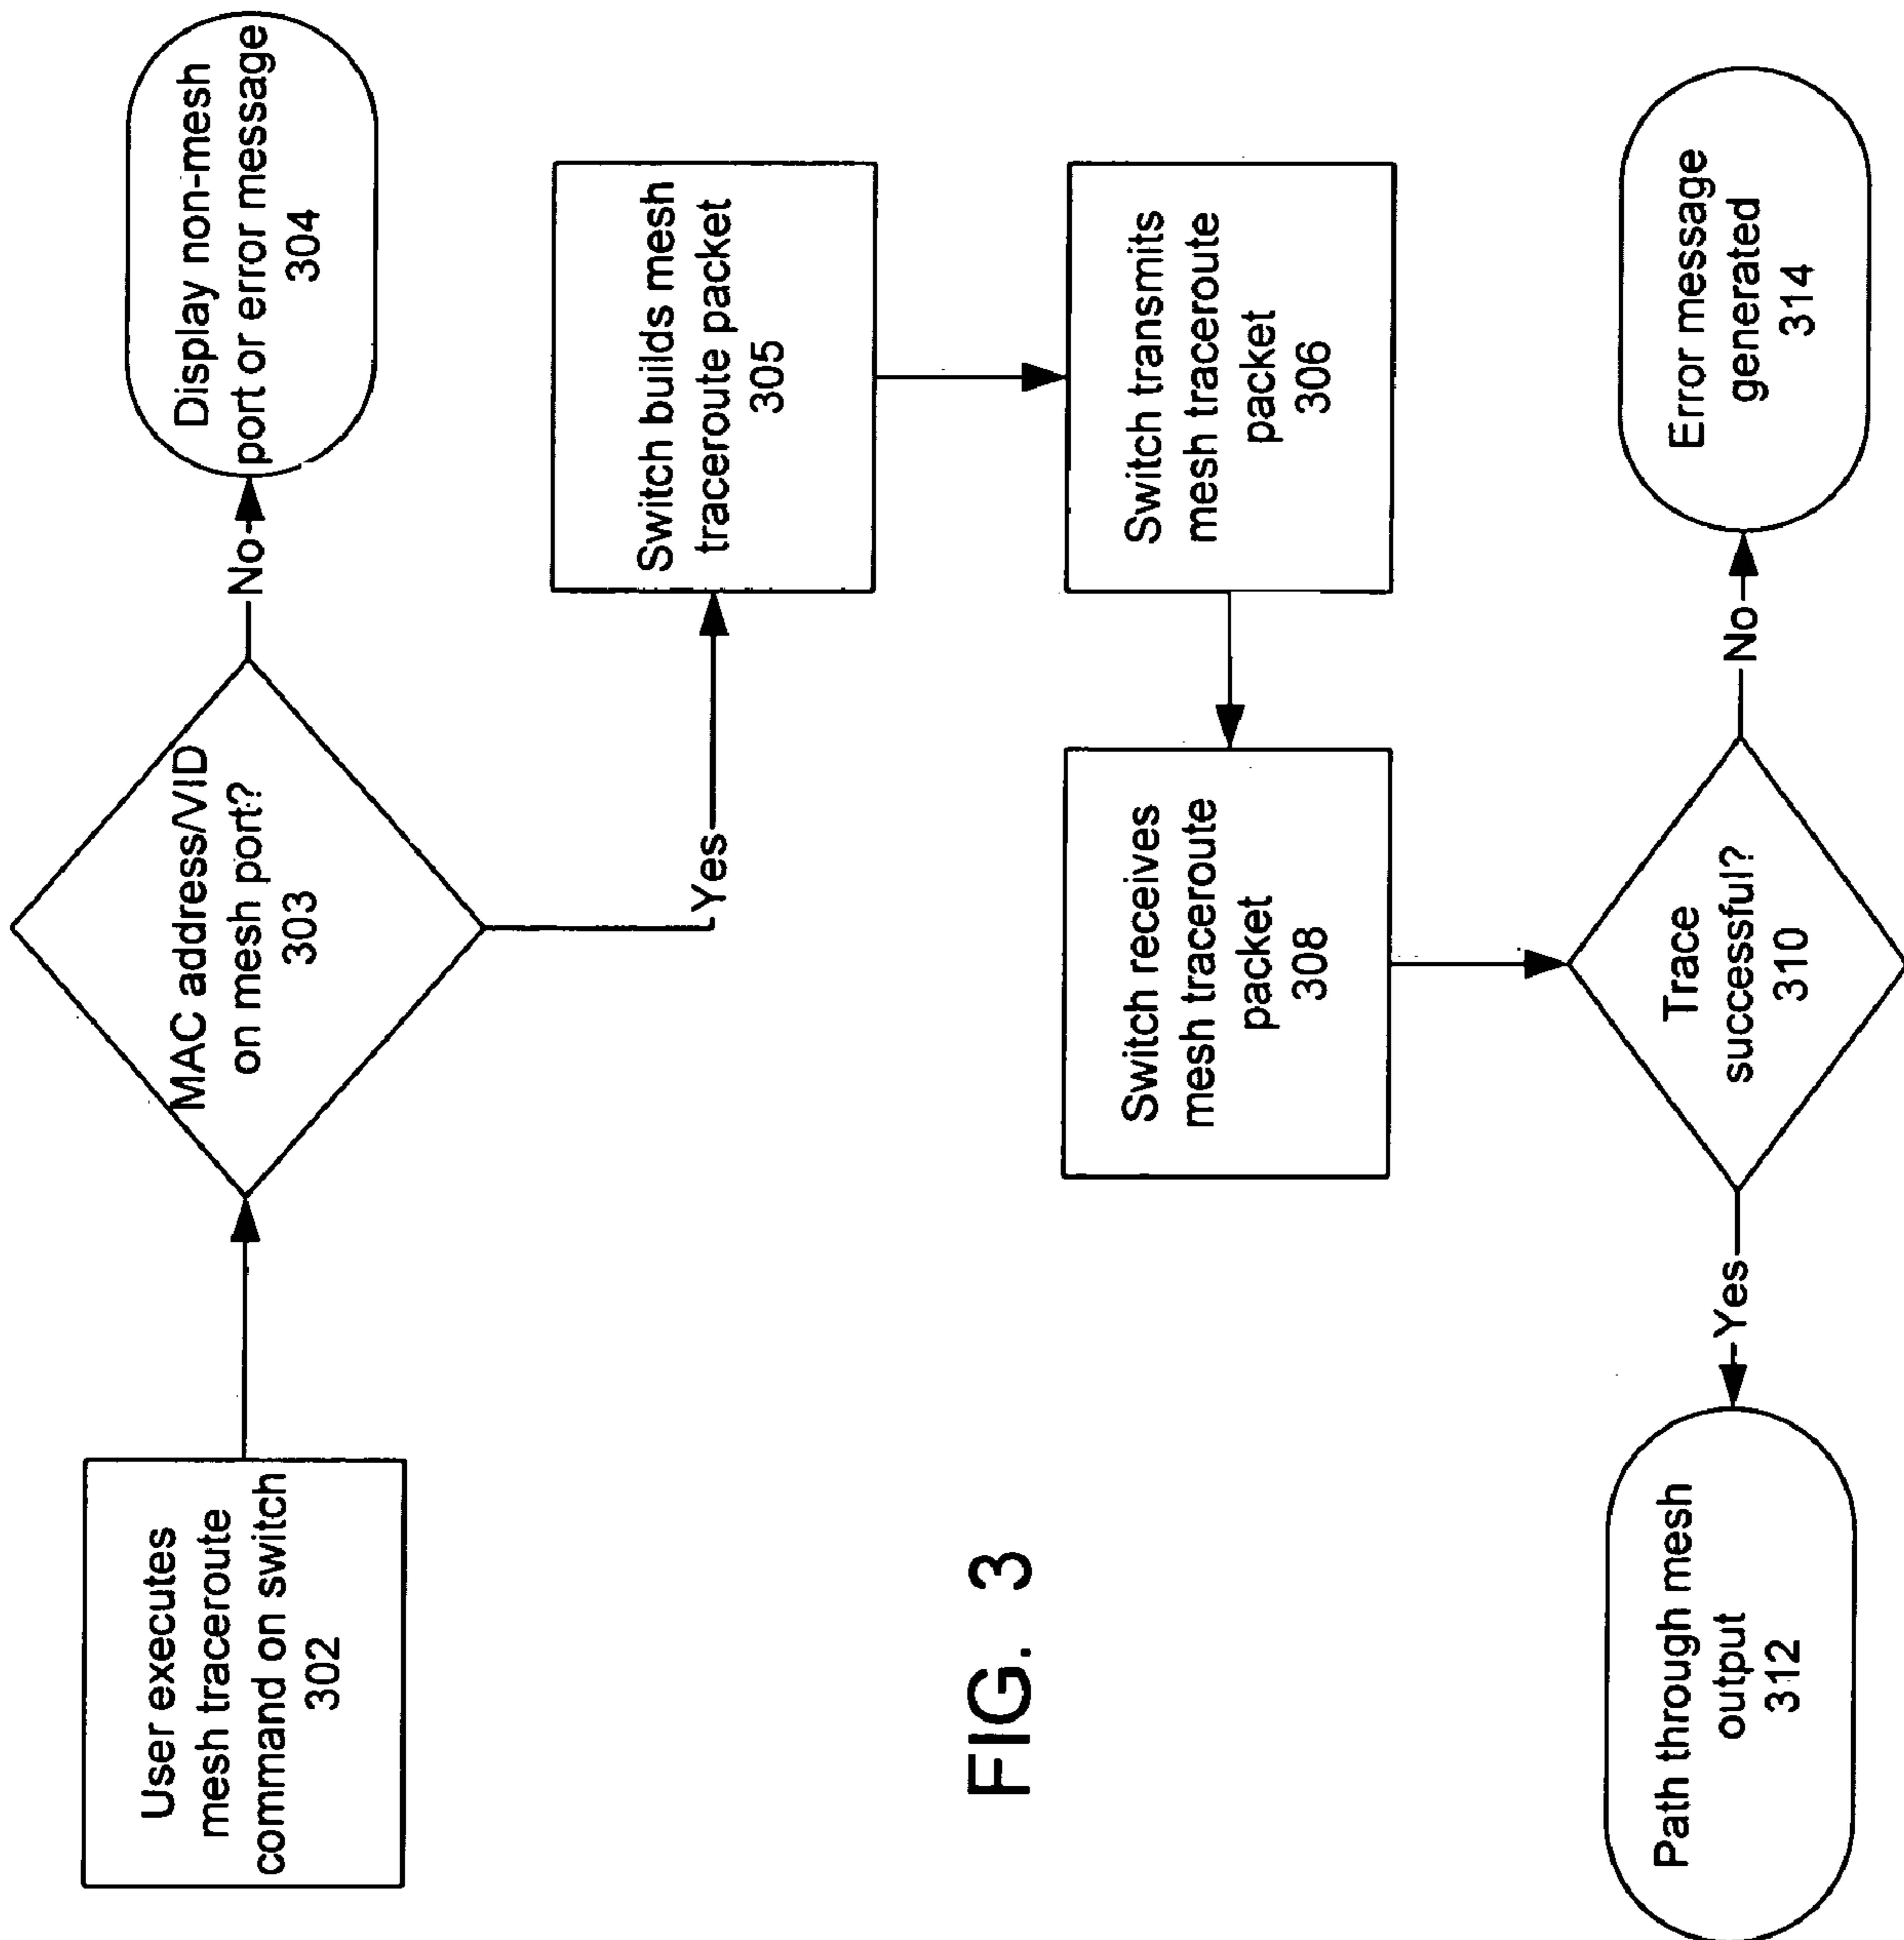 User executes
mesh traceroute
command on switch
302
MAC address/VID
on mesh port?
303
No
Display non-mesh
port or error message
304
Yes
Switch builds mesh
traceroute packet
305
Switch transmits
mesh traceroute
packet
306
Switch receives
mesh traceroute
packet
308
Trace
successful?
310
Yes
Path through mesh
output
312
No
Error message
generated
314
FIG. 3